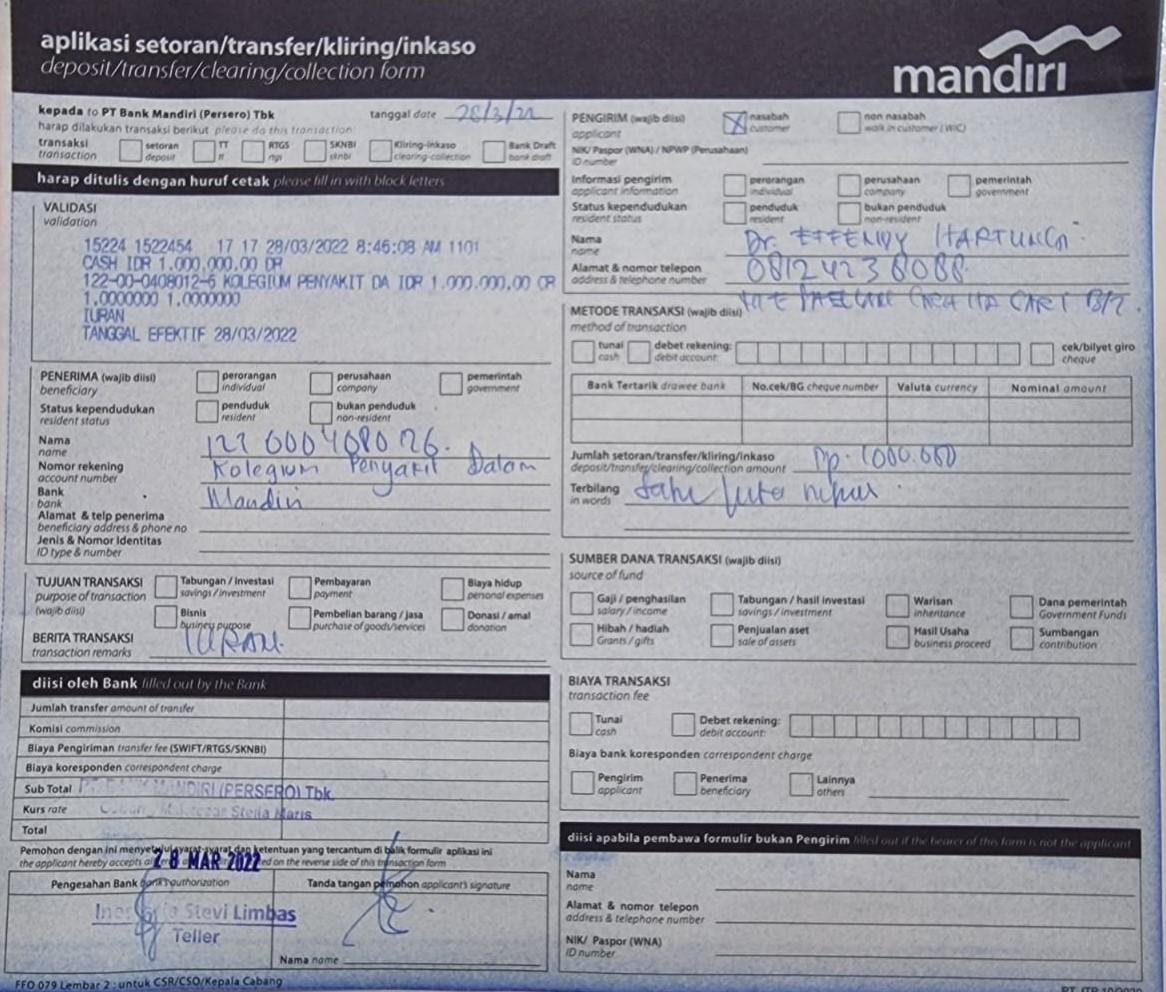 aplikasi setoran/transfer/kliring/inkaso
deposit/transfer/clearing/collection form
mandiri
kepada to PT Bank Mandiri (Persero) Tbk
tanggal date 28/3/22
harap dilakukan transaksi berikut please do this transaction:
transaksi transaction
setoran deposit
TT tt
RTGS rtgs
SKNBI sknbi
Kliring-inkaso clearing-collection
Bank Draft bank draft
harap ditulis dengan huruf cetak please fill in with block letters
VALIDASI
validation
15224 1522454 17 17 28/03/2022 8:46:08 AM 1101
CASH IDR 1.000.000.00 DR
122-00-0408012-6 KOLEGIUM PENYAKIT DA IDR 1.000.000.00 CR
1.0000000 1.0000000
IURAN
TANGGAL EFEKTIF 28/03/2022
PENERIMA (wajib diisi)
beneficiary
perorangan individual
perusahaan company
pemerintah government
Status kependudukan resident status
penduduk resident
bukan penduduk non-resident
Nama
name
Nomor rekening Kolegium Penyakit Dalam
account number
Bank Mandiri
bank
Alamat & telp penerima
beneficiary address & phone no
Jenis & Nomor Identitas
ID type & number
TUJUAN TRANSAKSI
purpose of transaction
(wajib diisi)
Tabungan / investasi savings/investment
Pembayaran payment
Biaya hidup personal expenses
Bisnis business purpose
Pembelian barang / jasa purchase of goods/services
Donasi / amal donation
BERITA TRANSAKSI IURAN
transaction remarks
diisi oleh Bank filled out by the Bank
Jumlah transfer amount of transfer
Komisi commission
Biaya Pengiriman transfer fee (SWIFT/RTGS/SKNBI)
Biaya koresponden correspondent charge
Sub Total
PT. BANK MANDIRI (PERSERO) Tbk.
Kurs rate
Stella Maris
Total
Pemohon dengan ini menyetujui syarat-syarat dan ketentuan yang tercantum di balik formulir aplikasi ini
the applicant hereby accepts all ed on the reverse side of this transaction form
28 MAR 2022
Pengesahan Bank bank's authorization
Tanda tangan pemohon applicant's signature
Stevi Limbas
Teller
Nama name
FFO 079 Lembar 2 : untuk CSR/CSO/Kepala Cabang
PENGIRIM (wajib diisi)
applicant
nasabah customer
non nasabah walk in customer (WIC)
NIK/ Paspor (WNA) / NPWP (Perusahaan)
ID number
Informasi pengirim
applicant information
perorangan individual
perusahaan company
pemerintah government
Status kependudukan
resident status
penduduk resident
bukan penduduk non-resident
Nama Dr. EFFENDY HARTUNGO
name
Alamat & nomor telepon
address & telephone number
METODE TRANSAKSI (wajib diisi)
method of transaction
tunai cash
debet rekening: debit account:
cek/bilyet giro cheque
Bank Tertarik drawee bank
No.cek/BG cheque number
Valuta currency
Nominal amount
Jumlah setoran/transfer/kliring/inkaso
deposit/transfer/clearing/collection amount Rp. 1000.000
Terbilang Satu juta rupiah
in words
SUMBER DANA TRANSAKSI (wajib diisi)
source of fund
Gaji / penghasilan salary / income
Tabungan / hasil investasi savings / investment
Warisan inheritance
Dana pemerintah Government Funds
Hibah / hadiah Grants / gifts
Penjualan aset sale of assets
Hasil Usaha business proceed
Sumbangan contribution
BIAYA TRANSAKSI
transaction fee
Tunai cash
Debet rekening: debit account:
Biaya bank koresponden correspondent charge
Pengirim applicant
Penerima beneficiary
Lainnya others
diisi apabila pembawa formulir bukan Pengirim filled out if the bearer of this form is not the applicant
Nama
name
Alamat & nomor telepon
address & telephone number
NIK/ Paspor (WNA)
ID number